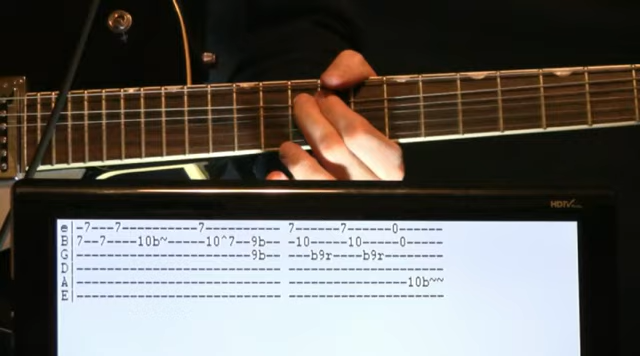 HDTV
e|-7---7----------7------- 7------7------0------
B|7--7----10b~------10^7--9b-- -10-----10-----0------
G|-------------------------9b-- ---b9r----b9r-------
D|----------------------------- ----------------------
A|----------------------------- -----------------10b~~
E|----------------------------- ----------------------